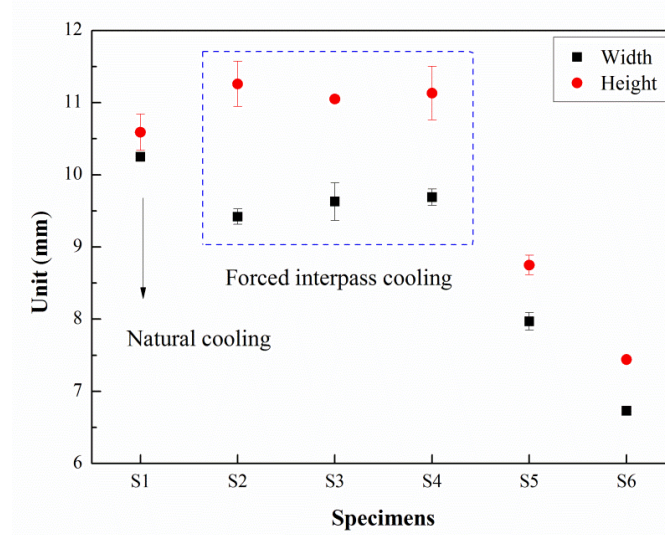 12
11
10
9
8
7
6
Unit (mm)
Width
Height
Forced interpass cooling
Natural cooling
S1 S2 S3 S4 S5 S6
Specimens